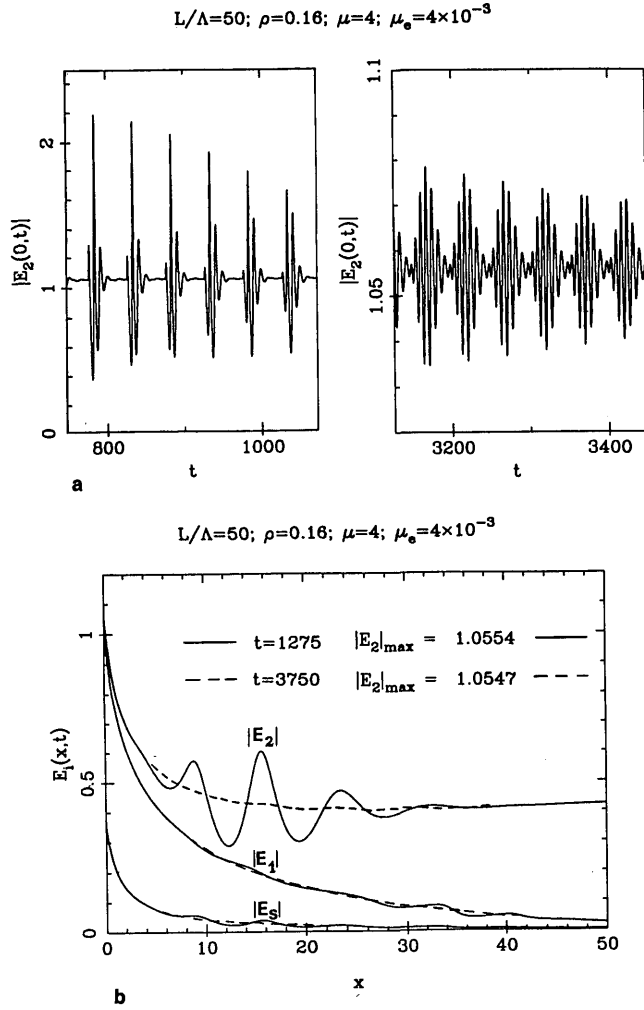 L/Λ=50; ρ=0.16; μ=4; μₑ=4×10⁻³
|E₂(0,t)|
2
1
0
800
1000
t
|E₂(0,t)|
1.1
1.05
3200
3400
t
a
L/Λ=50; ρ=0.16; μ=4; μₑ=4×10⁻³
Eᵢ(x,t)
1
0.5
0
t=1275 |E₂|ₘₐₓ = 1.0554
t=3750 |E₂|ₘₐₓ = 1.0547
|E₂|
|E₁|
|Eₛ|
0
10
20
30
40
50
x
b